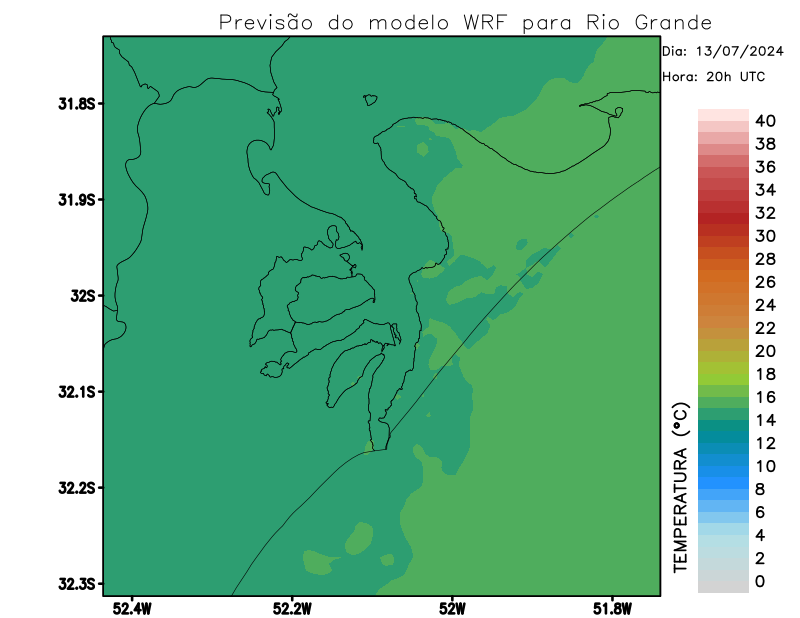 Previsão do modelo WRF para Rio Grande
Dia: 13/07/2024
Hora: 20h UTC
31.8S
31.9S
32S
32.1S
32.2S
32.3S
52.4W
52.2W
52W
51.8W
TEMPERATURA (°C)
40
38
36
34
32
30
28
26
24
22
20
18
16
14
12
10
8
6
4
2
0